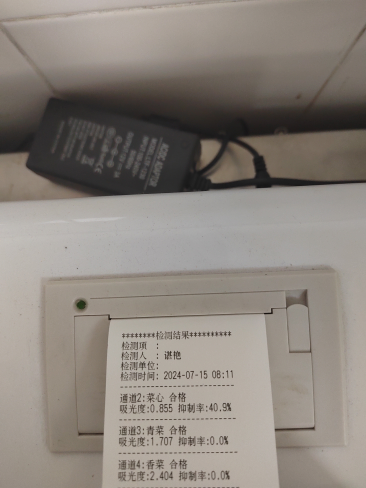 AC/DC ADAPTOR
********检测结果**********
检测项 :
检测人 : 谌艳
检测单位:
检测时间: 2024-07-15 08:11
通道2:菜心 合格
吸光度:0.855 抑制率:40.9%
通道3:青菜 合格
吸光度:1.707 抑制率:0.0%
通道4:香菜 合格
吸光度:2.404 抑制率:0.0%